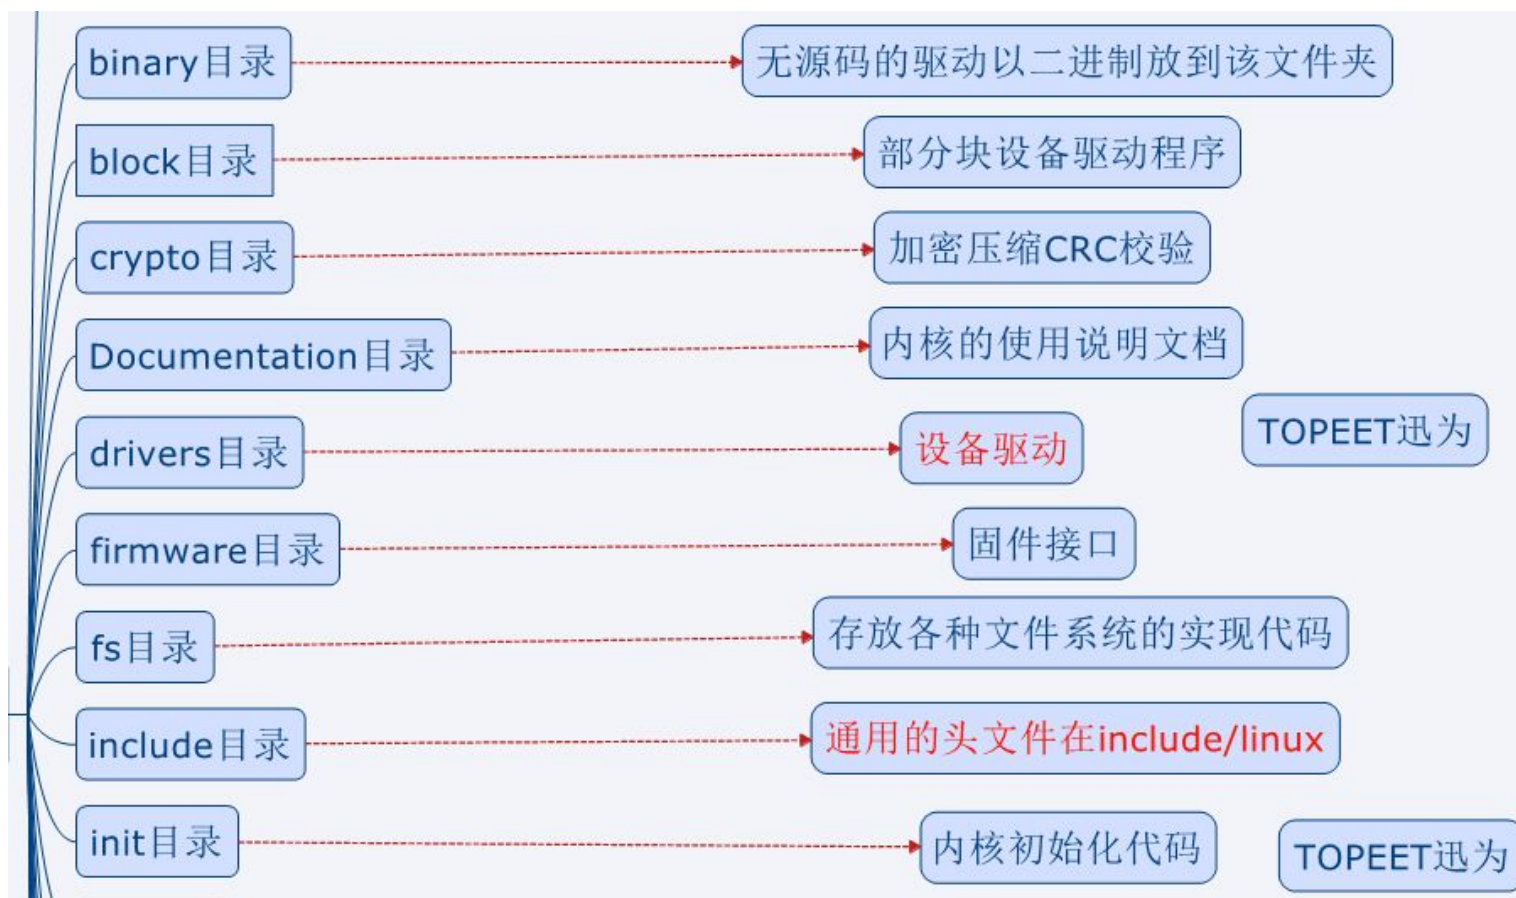 binary目录
无源码的驱动以二进制放到该文件夹
block目录
部分块设备驱动程序
crypto目录
加密压缩CRC校验
Documentation目录
内核的使用说明文档
drivers目录
设备驱动
TOPEET迅为
firmware目录
固件接口
fs目录
存放各种文件系统的实现代码
include目录
通用的头文件在include/linux
init目录
内核初始化代码
TOPEET迅为